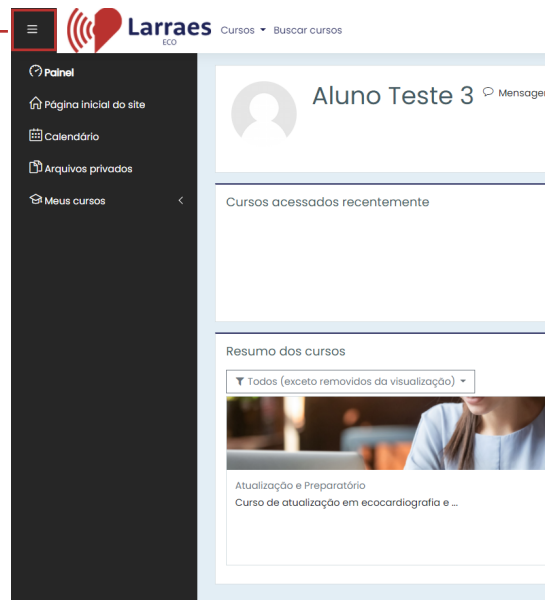 Larraes
ECO
Cursos
Buscar cursos
Painel
Página inicial do site
Calendário
Arquivos privados
Meus cursos
Aluno Teste 3
Mensagem
Cursos acessados recentemente
Resumo dos cursos
Todos (exceto removidos da visualização)
Atualização e Preparatório
Curso de atualização em ecocardiografia e ...